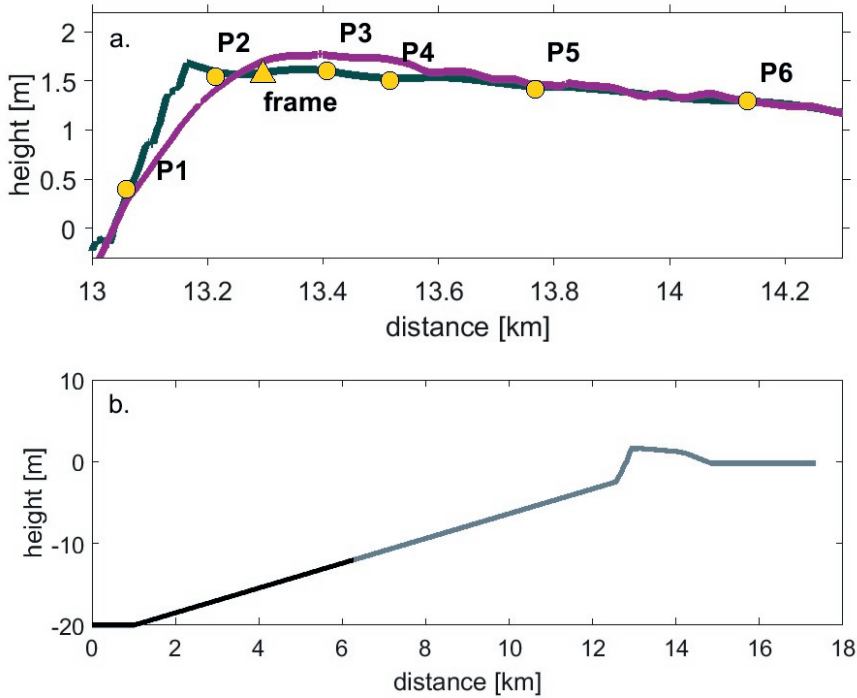 a.
P1
P2
P3
P4
P5
P6
frame
height [m]
2
1.5
1
0.5
0
13
13.2
13.4
13.6
13.8
14
14.2
distance [km]
b.
height [m]
10
0
-10
-20
0
2
4
6
8
10
12
14
16
18
distance [km]